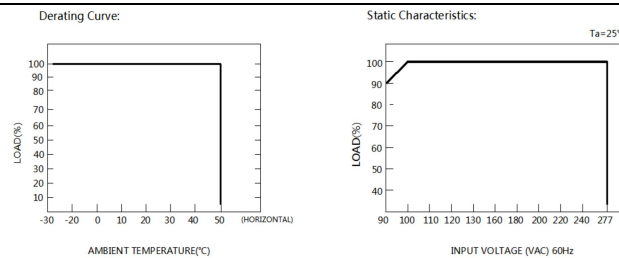 Derating Curve:
LOAD(%)
100
90
80
70
60
50
40
30
20
10
-30 -20 0 10 20 30 40 50 (HORIZONTAL)
AMBIENT TEMPERATURE(℃)
Static Characteristics:
Ta=25°
LOAD(%)
100
90
80
70
60
50
40
90 100 110 120 130 160 180 200 220 240 277
INPUT VOLTAGE (VAC) 60Hz